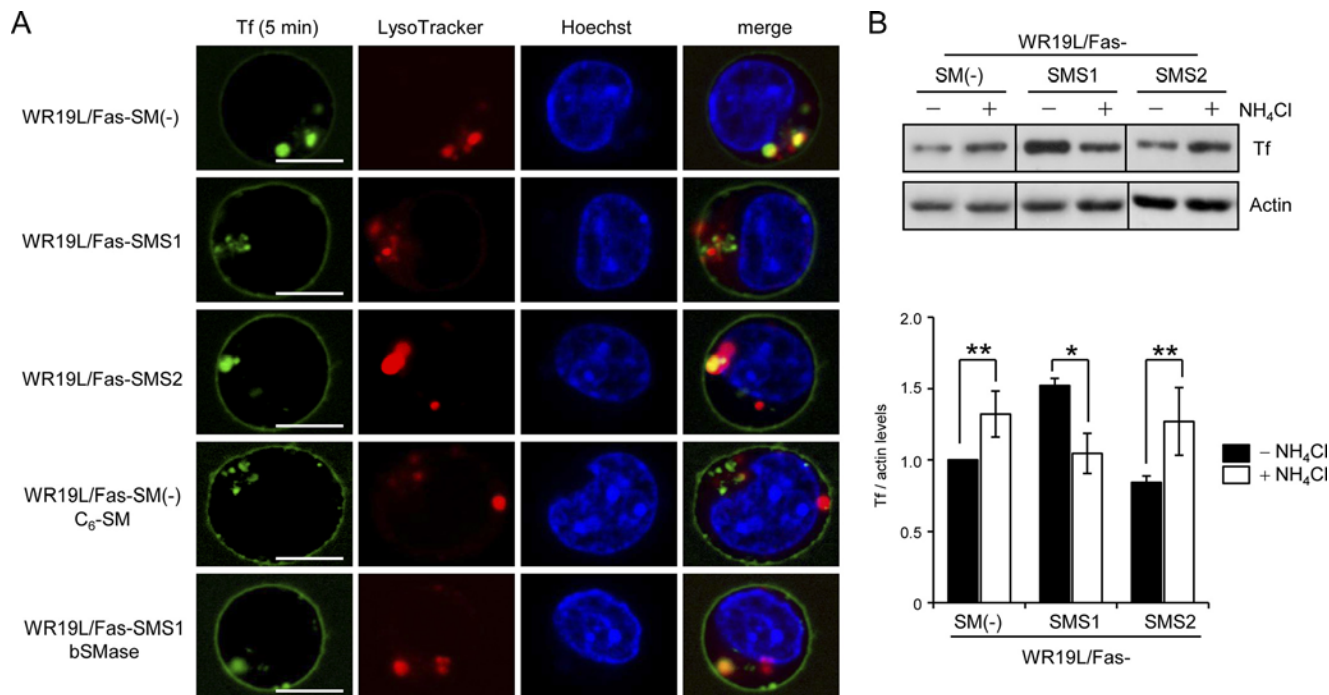 A
Tf (5 min) LysoTracker Hoechst merge
WR19L/Fas-SM(-)
WR19L/Fas-SMS1
WR19L/Fas-SMS2
WR19L/Fas-SM(-)
C₆-SM
WR19L/Fas-SMS1
bSMase
B
WR19L/Fas-
SM(-) SMS1 SMS2
− + − + − + NH₄Cl
Tf
Actin
Tf / actin levels
2.0
1.5
1.0
0.5
0
** * **
− NH₄Cl
+ NH₄Cl
SM(-) SMS1 SMS2
WR19L/Fas-